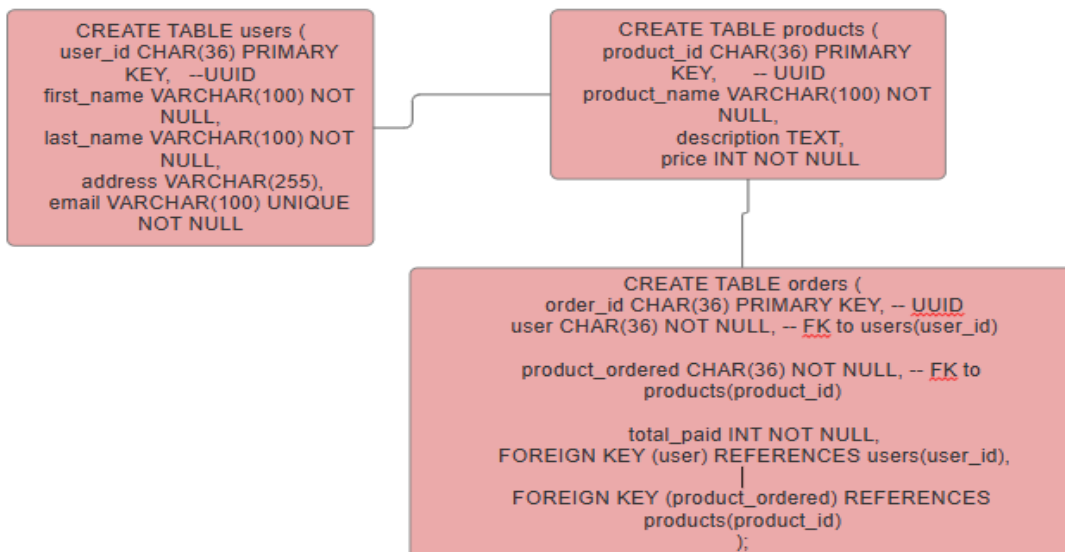 CREATE TABLE users (
user_id CHAR(36) PRIMARY
KEY, --UUID
first_name VARCHAR(100) NOT
NULL,
last_name VARCHAR(100) NOT
NULL,
address VARCHAR(255),
email VARCHAR(100) UNIQUE
NOT NULL
CREATE TABLE products (
product_id CHAR(36) PRIMARY
KEY, -- UUID
product_name VARCHAR(100) NOT
NULL,
description TEXT,
price INT NOT NULL
CREATE TABLE orders (
order_id CHAR(36) PRIMARY KEY, -- UUID
user CHAR(36) NOT NULL, -- FK to users(user_id)
product_ordered CHAR(36) NOT NULL, -- FK to
products(product_id)
total_paid INT NOT NULL,
FOREIGN KEY (user) REFERENCES users(user_id),
FOREIGN KEY (product_ordered) REFERENCES
products(product_id)
);